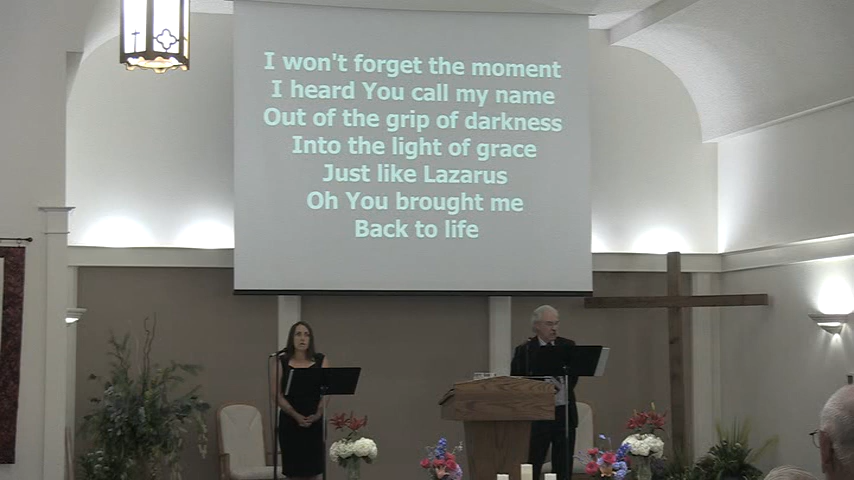 I won't forget the moment
I heard You call my name
Out of the grip of darkness
Into the light of grace
Just like Lazarus
Oh You brought me
Back to life